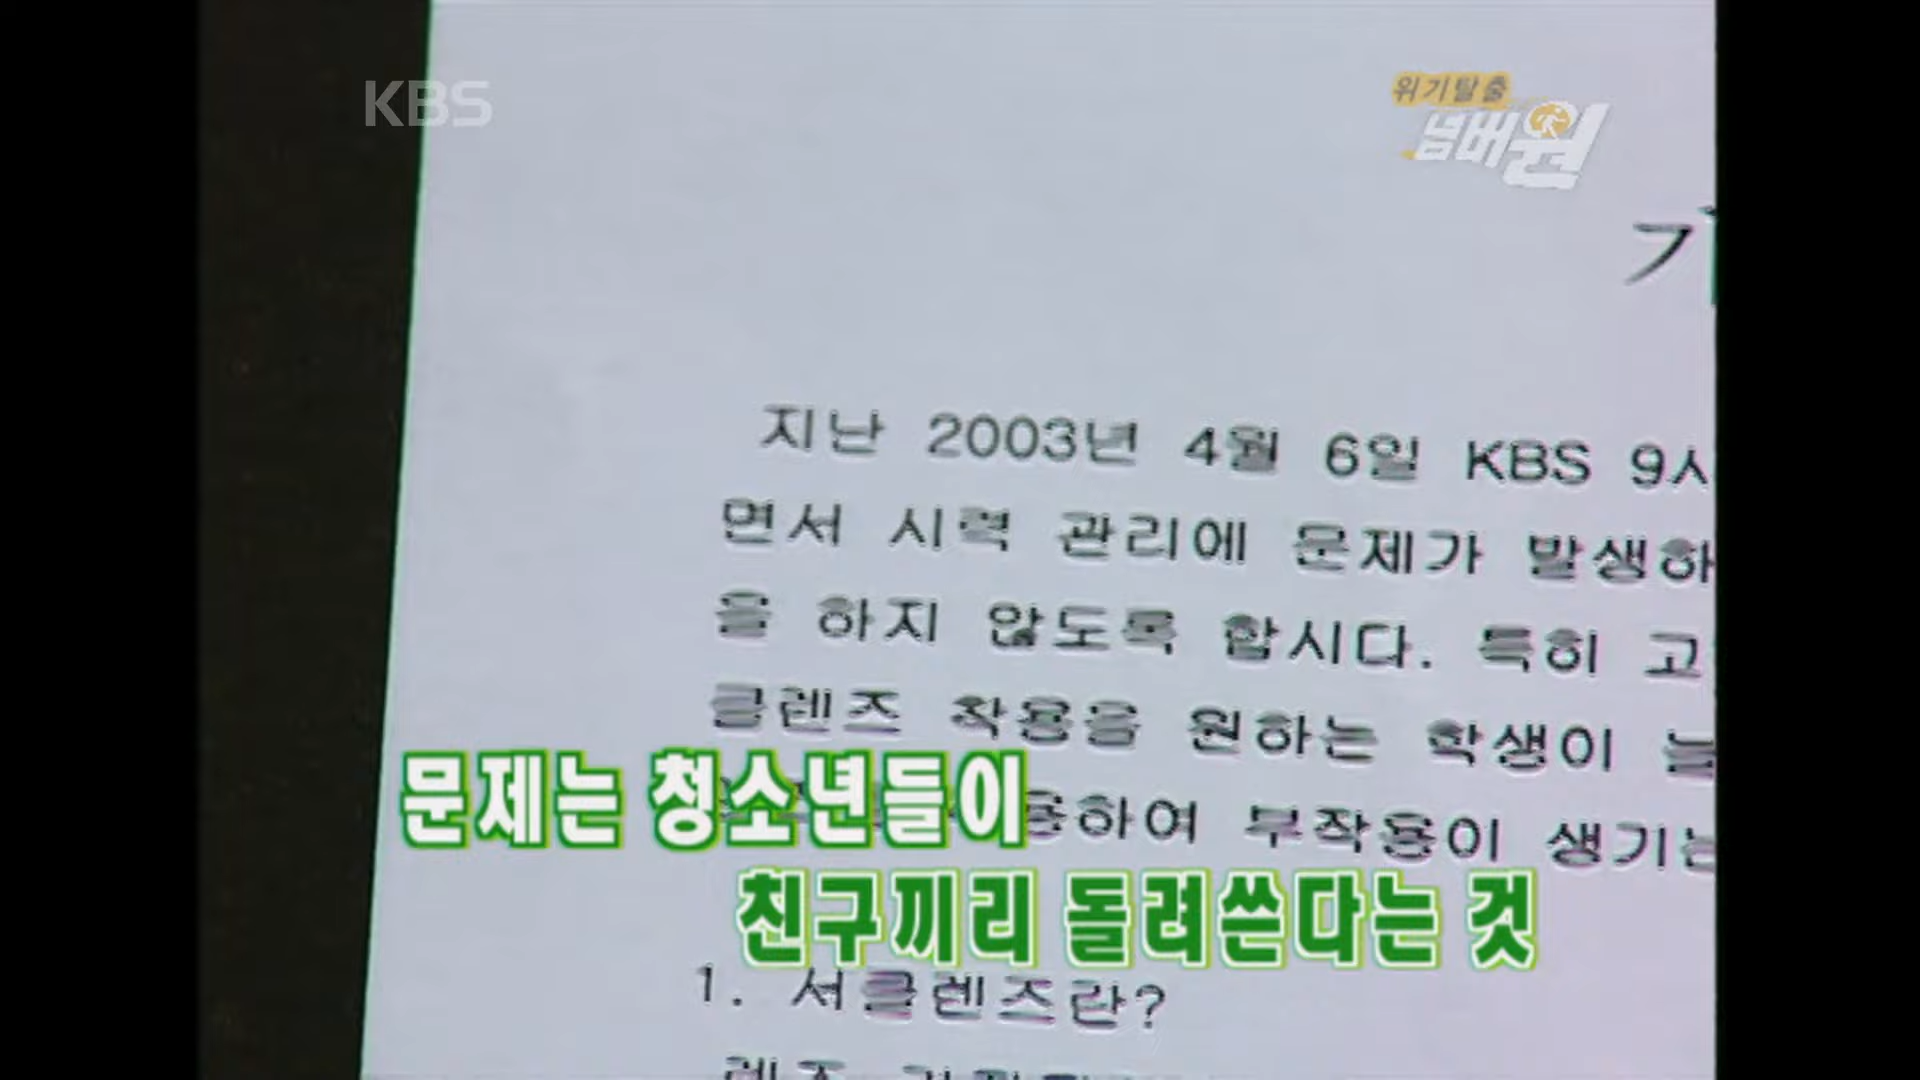 KBS
위기탈출
넘버원
지난 2003년 4월 6일 KBS 9시
면서 시력 관리에 문제가 발생하
을 하지 않도록 합시다. 특히 고
클렌즈 착용을 원하는 학생이 늘
용하여 부작용이 생기는
문제는 청소년들이
친구끼리 돌려쓴다는 것
1. 서클렌즈란?